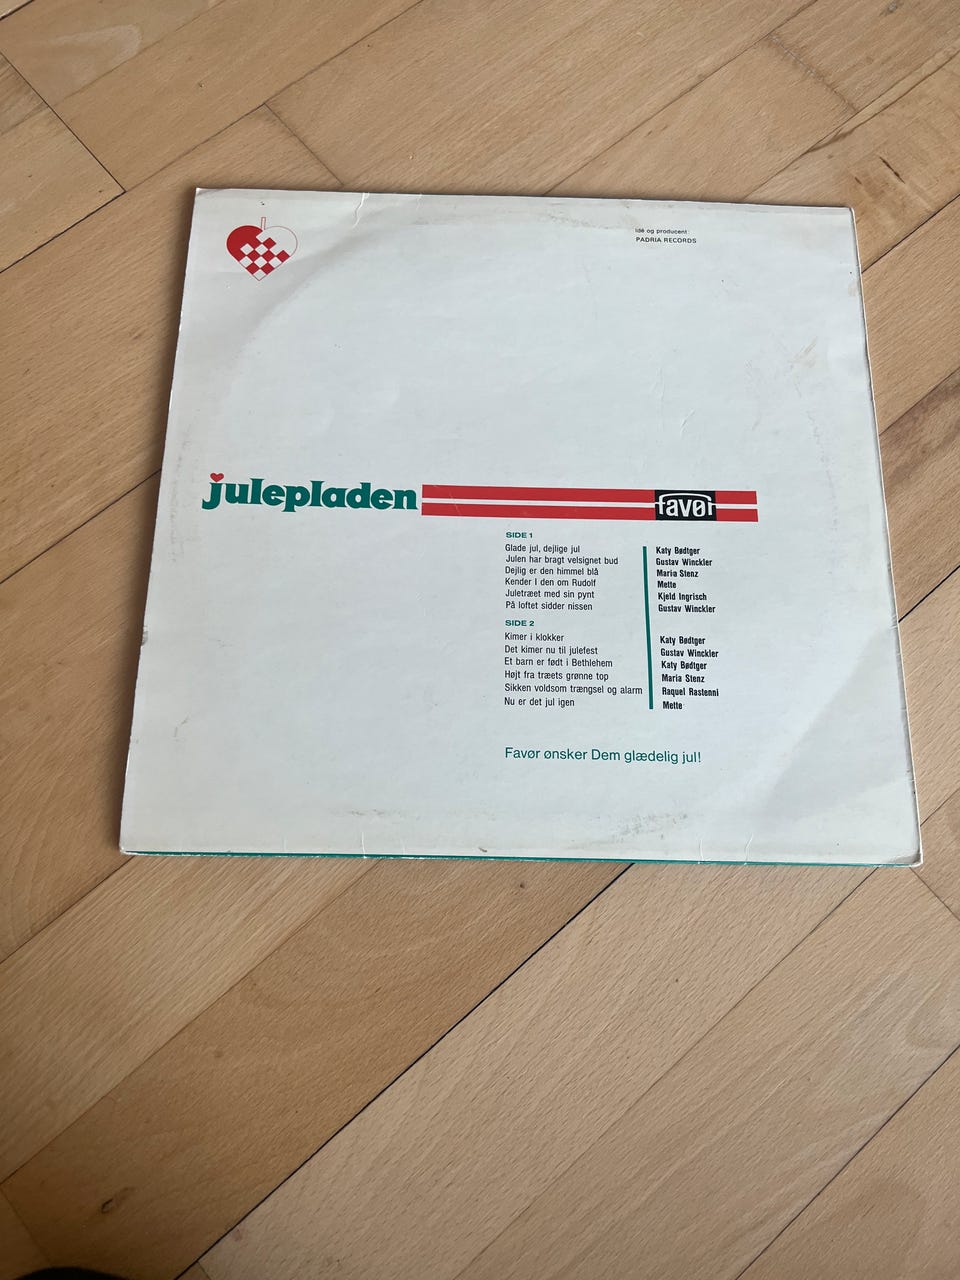 Idé og producent:
PADRIA RECORDS
julepladen
favør
SIDE 1
Glade jul, dejlige jul Katy Bødtger
Julen har bragt velsignet bud Gustav Winckler
Dejlig er den himmel blå Maria Stenz
Kender I den om Rudolf Mette
Juletræet med sin pynt Kjeld Ingrisch
På loftet sidder nissen Gustav Winckler
SIDE 2
Kimer i klokker Katy Bødtger
Det kimer nu til julefest Gustav Winckler
Et barn er født i Bethlehem Katy Bødtger
Højt fra træets grønne top Maria Stenz
Sikken voldsom trængsel og alarm Raquel Rastenni
Nu er det jul igen Mette
Favør ønsker Dem glædelig jul!